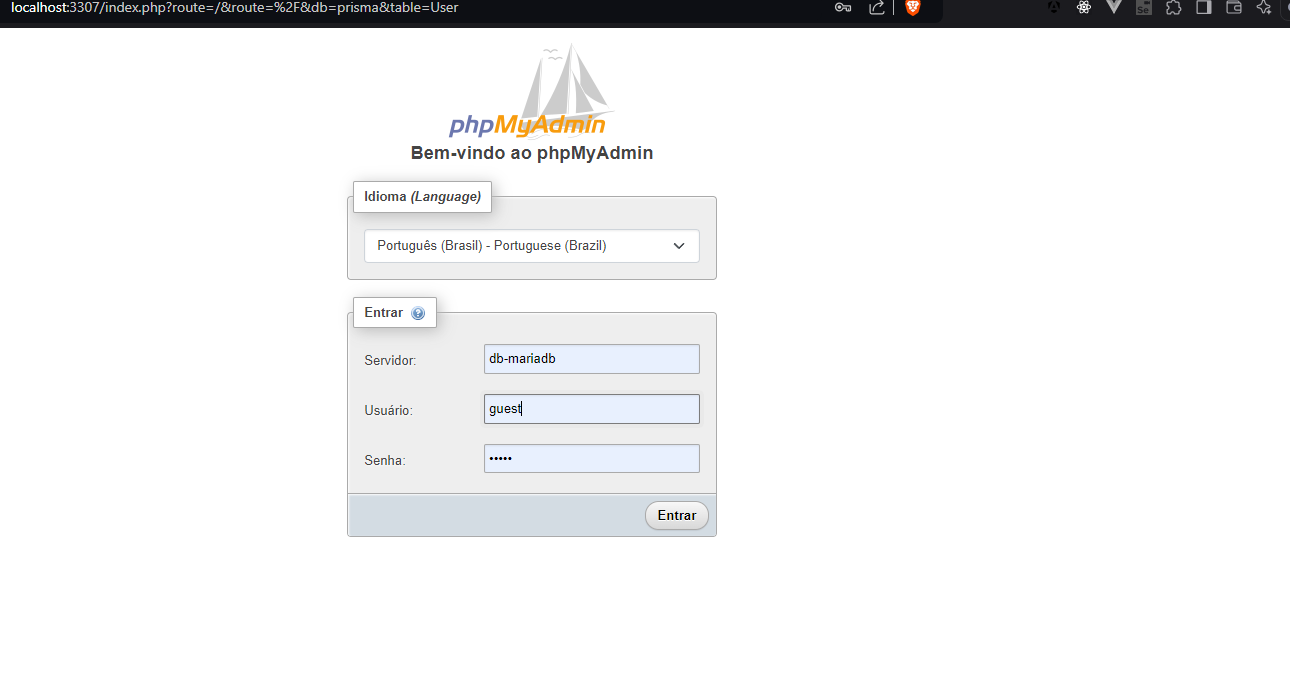 localhost:3307/index.php?route=/&route=%2F&db=prisma&table=User
Se
phpMyAdmin
Bem-vindo ao phpMyAdmin
Idioma (Language)
Português (Brasil) - Portuguese (Brazil)
Entrar
Servidor: db-mariadb
Usuário: guest
Senha: •••••
Entrar